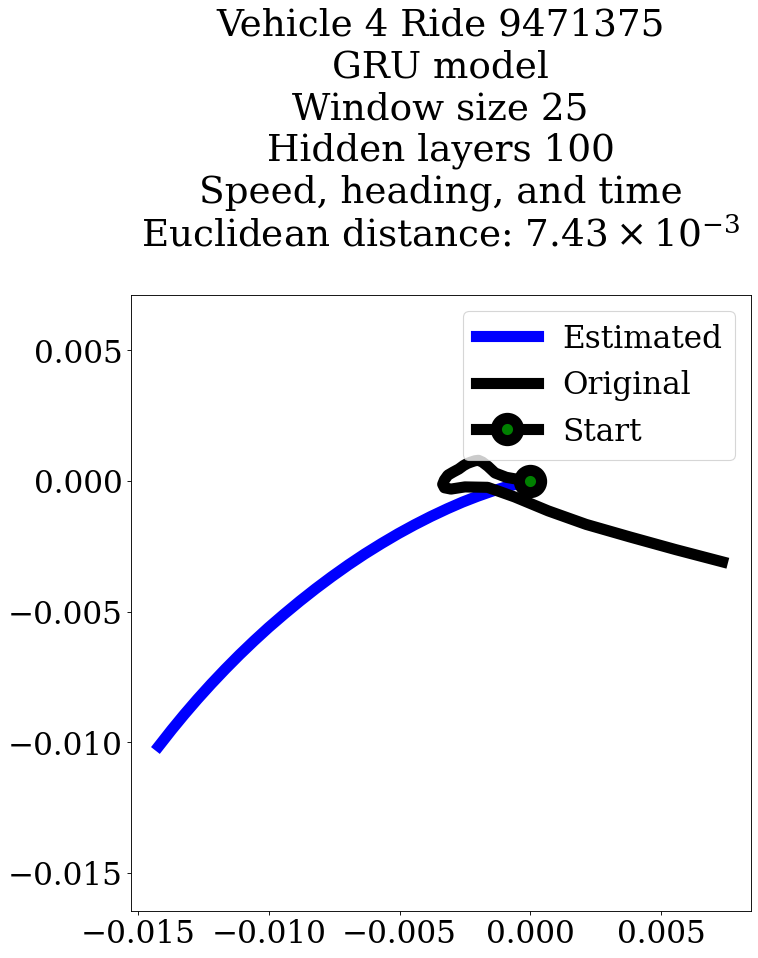 Vehicle 4 Ride 9471375
GRU model
Window size 25
Hidden layers 100
Speed, heading, and time
Euclidean distance: 7.43 × 10⁻³
Estimated
Original
Start
0.005
0.000
−0.005
−0.010
−0.015
−0.015 −0.010 −0.005 0.000 0.005